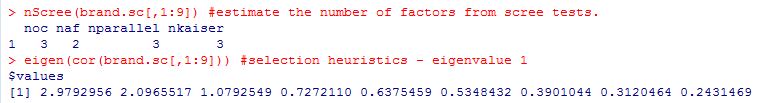 > nScree(brand.sc[,1:9]) #estimate the number of factors from scree tests.
  noc naf nparallel nkaiser
1   3   2         3       3
> eigen(cor(brand.sc[,1:9])) #selection heuristics - eigenvalue 1
$values
[1] 2.9792956 2.0965517 1.0792549 0.7272110 0.6375459 0.5348432 0.3901044 0.3120464 0.2431469